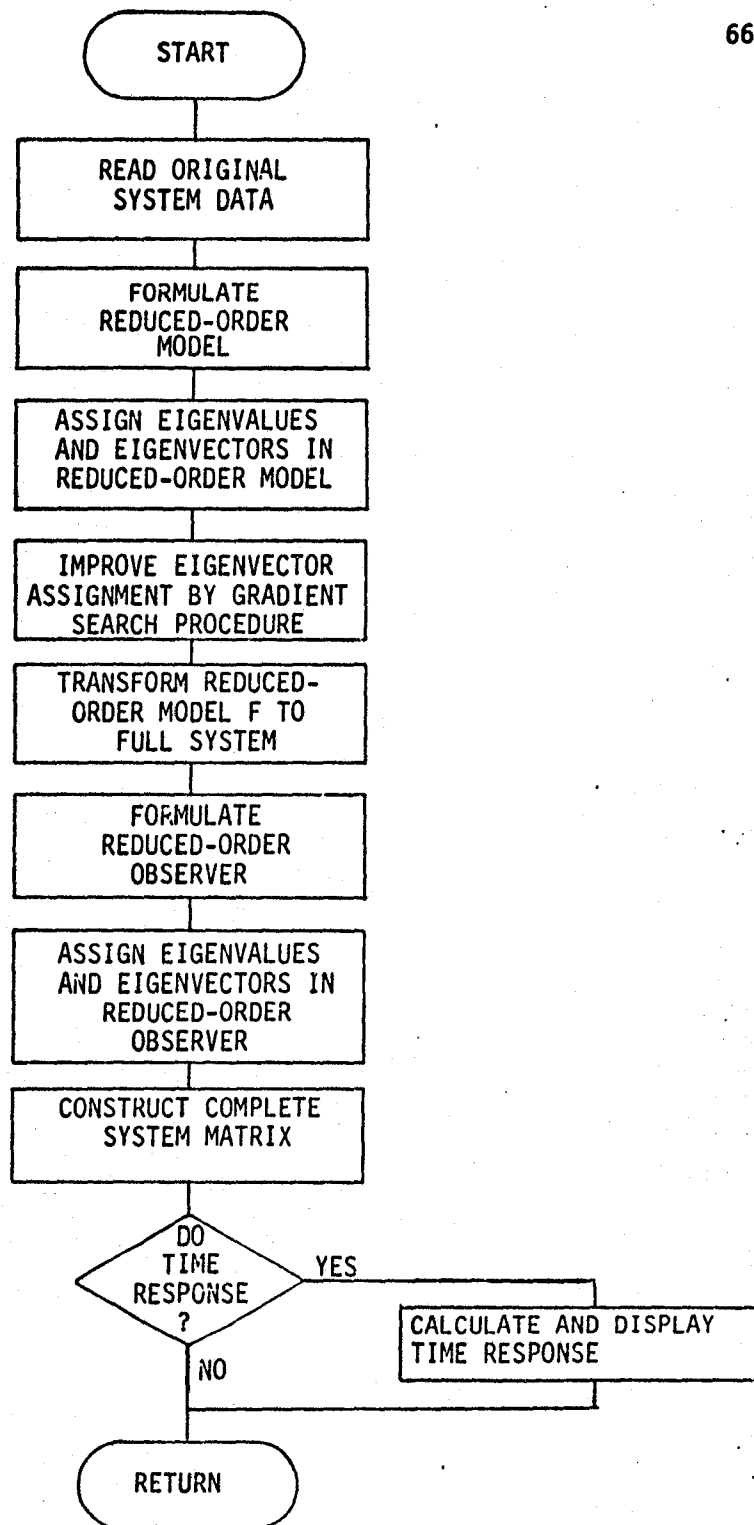 66
START
READ ORIGINAL
SYSTEM DATA
FORMULATE
REDUCED-ORDER
MODEL
ASSIGN EIGENVALUES
AND EIGENVECTORS IN
REDUCED-ORDER MODEL
IMPROVE EIGENVECTOR
ASSIGNMENT BY GRADIENT
SEARCH PROCEDURE
TRANSFORM REDUCED-
ORDER MODEL F TO
FULL SYSTEM
FORMULATE
REDUCED-ORDER
OBSERVER
ASSIGN EIGENVALUES
AND EIGENVECTORS IN
REDUCED-ORDER
OBSERVER
CONSTRUCT COMPLETE
SYSTEM MATRIX
DO
TIME
RESPONSE
?
YES
CALCULATE AND DISPLAY
TIME RESPONSE
NO
RETURN